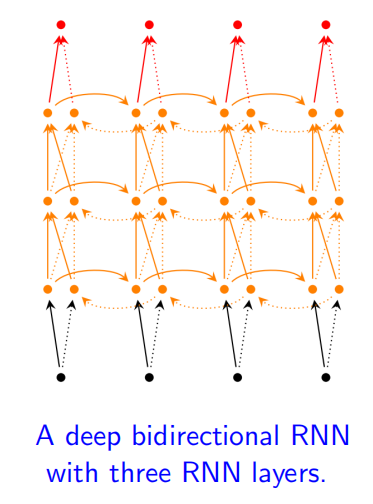 A deep bidirectional RNN
with three RNN layers.